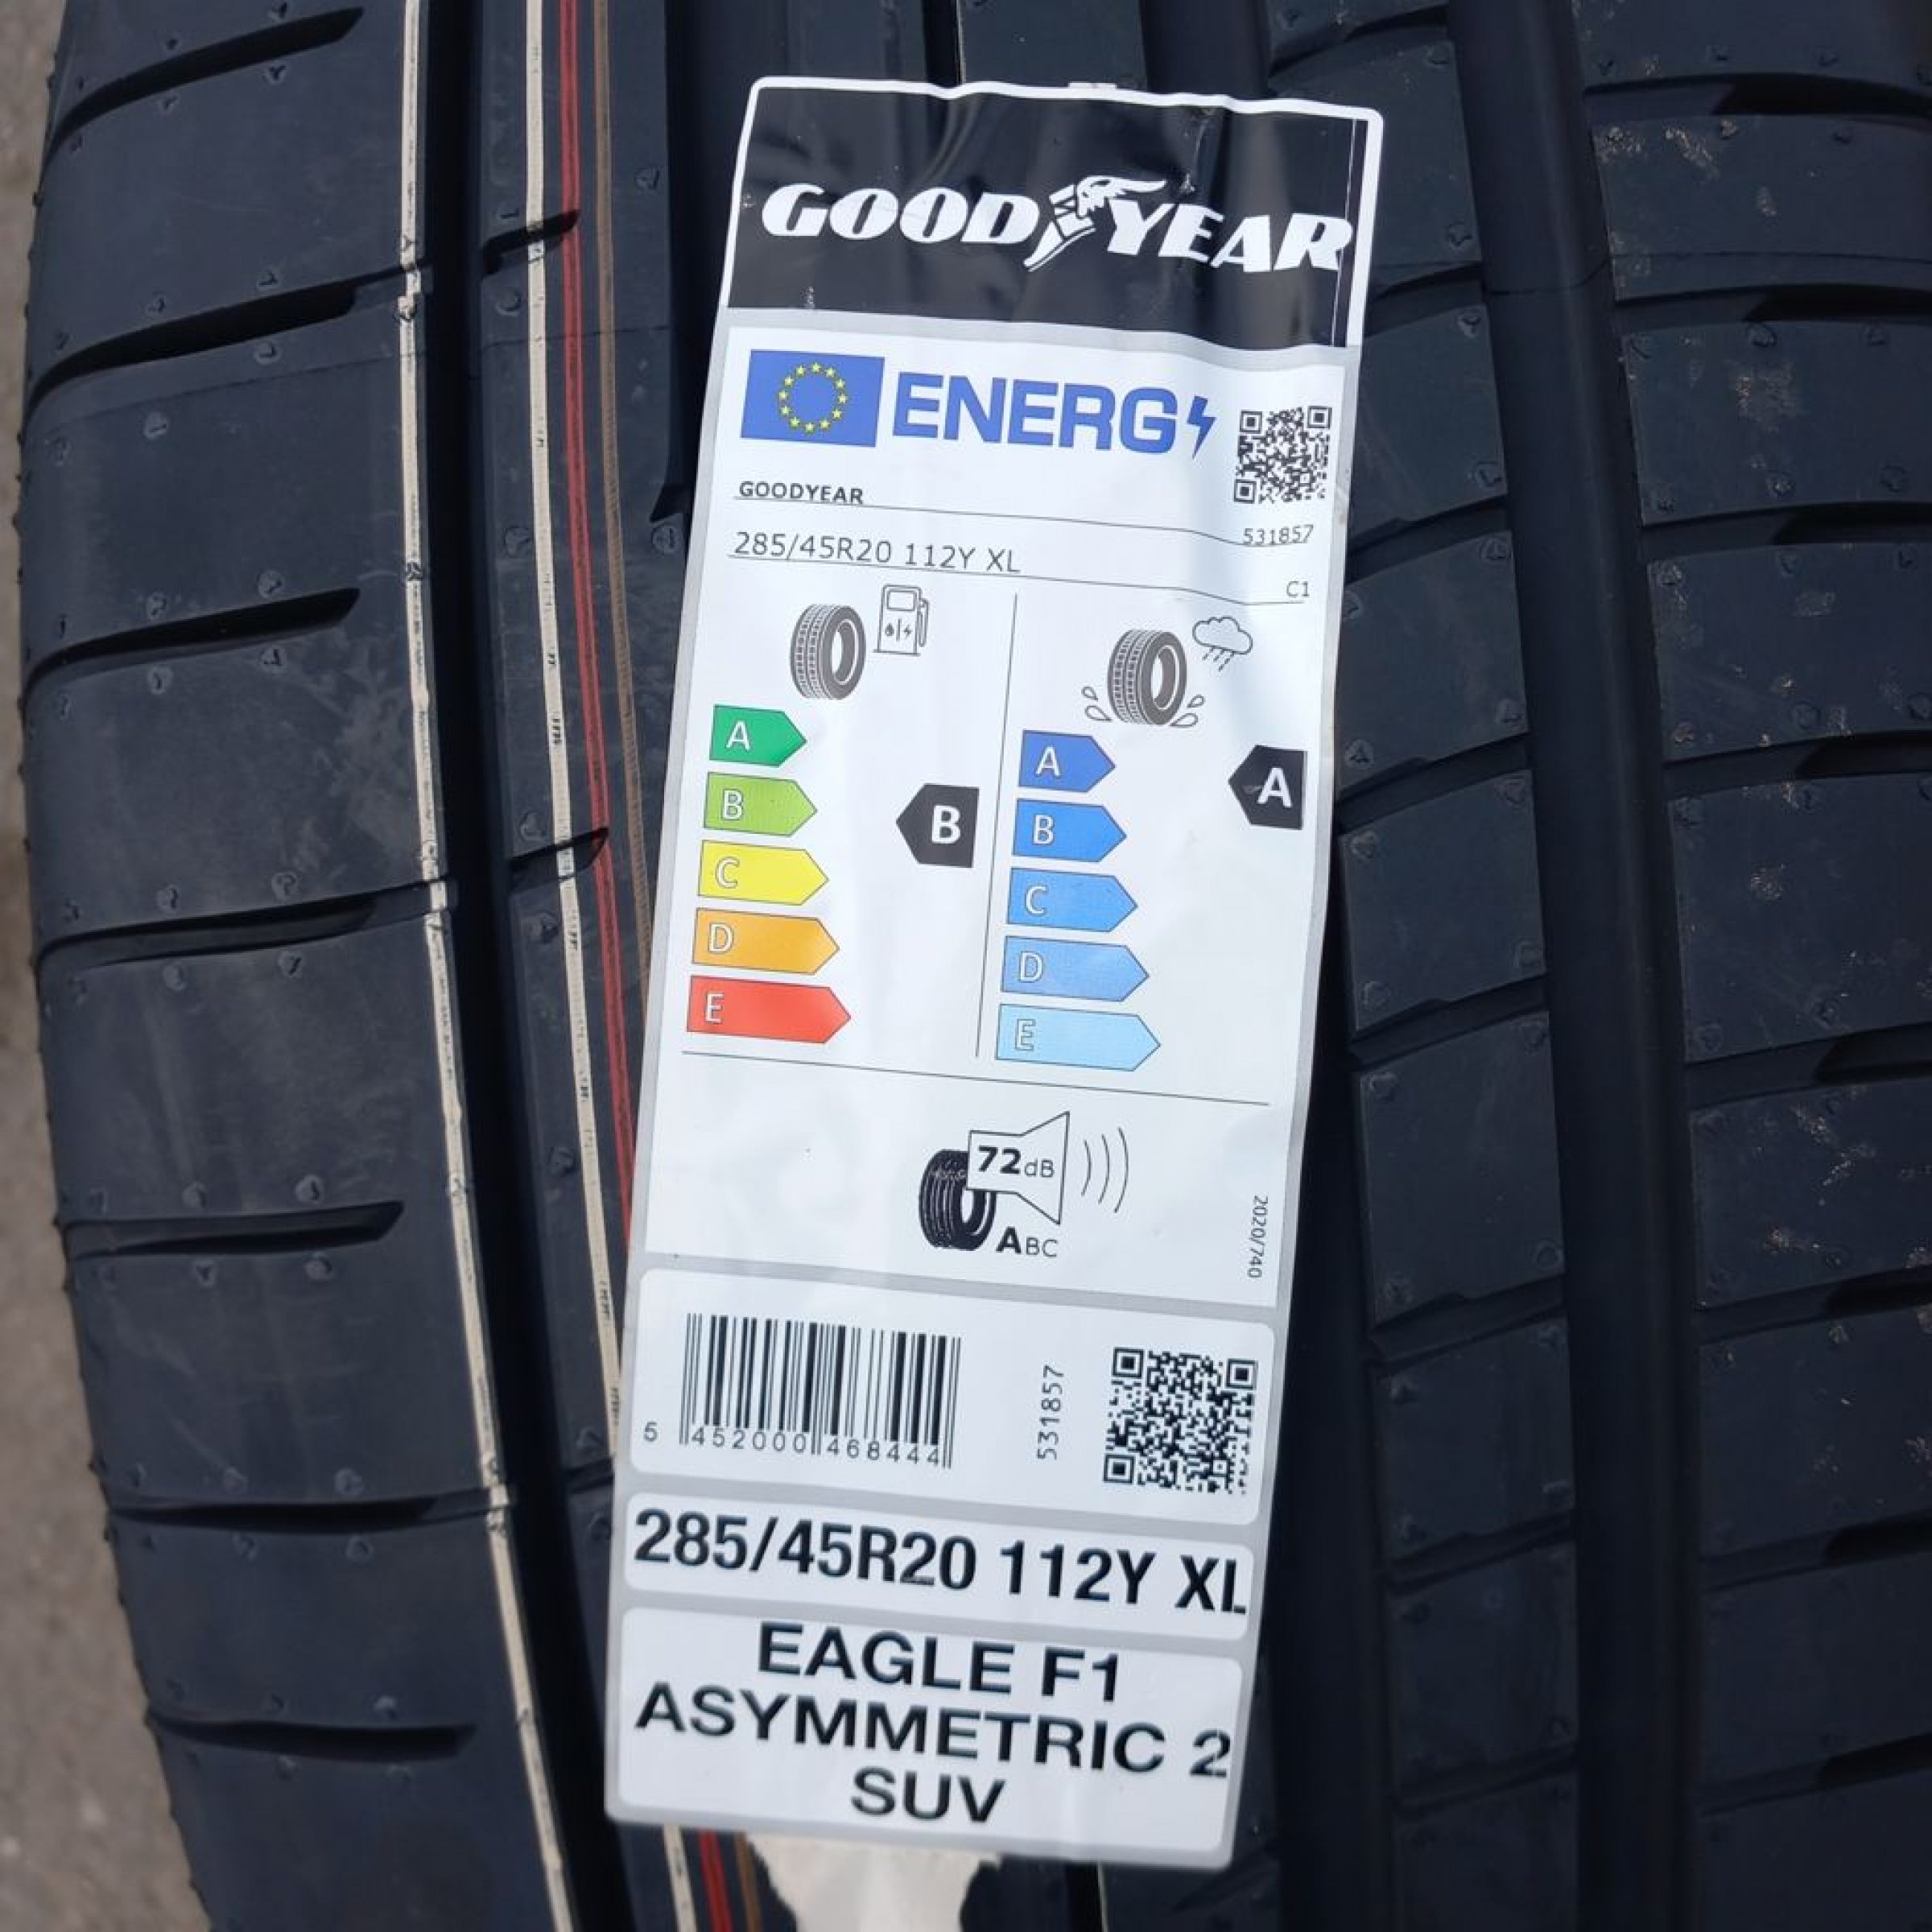 GOODYEAR
ENERG
GOODYEAR
531857
285/45R20 112Y XL
C1
A
B
C
D
E
B
A
B
C
D
E
A
72dB
ABC
2020/740
5 452000 468444
531857
285/45R20 112Y XL
EAGLE F1
ASYMMETRIC 2
SUV